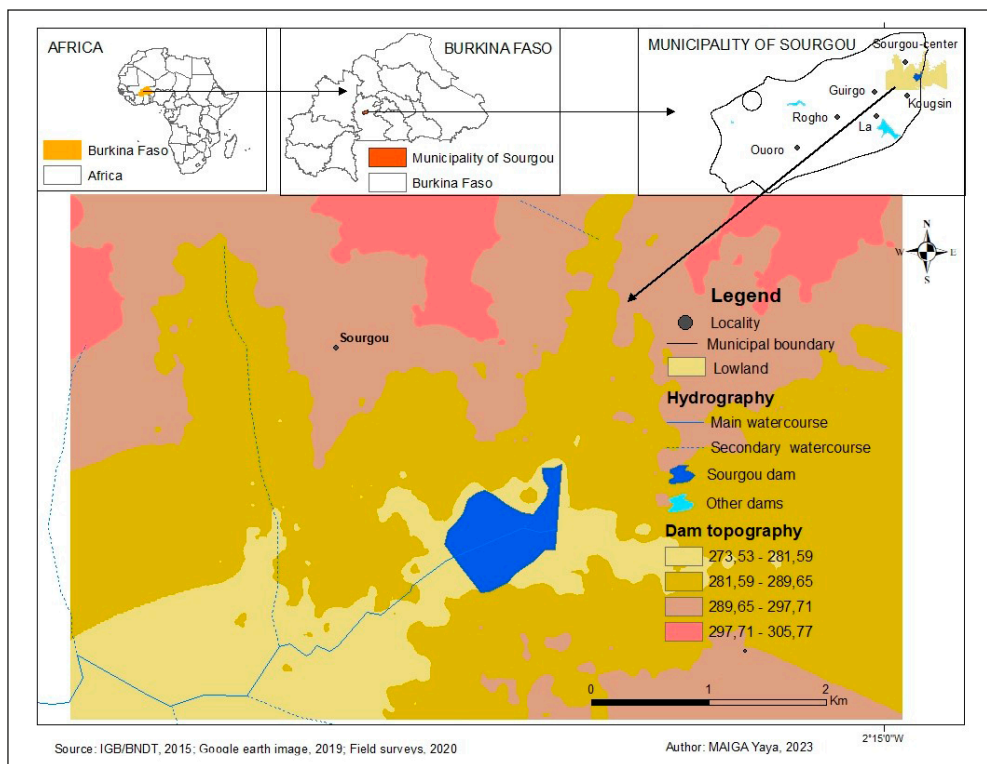 AFRICA
Burkina Faso
Africa
BURKINA FASO
Municipality of Sourgou
Burkina Faso
MUNICIPALITY OF SOURGOU
Sourgou-center
Guirgo
Kougsin
Rogho
La
Ouoro
N
W E
S
Sourgou
Legend
Locality
Municipal boundary
Lowland
Hydrography
Main watercourse
Secondary watercourse
Sourgou dam
Other dams
Dam topography
273,53 - 281,59
281,59 - 289,65
289,65 - 297,71
297,71 - 305,77
0 1 2
Km
Source: IGB/BNDT, 2015; Google earth image, 2019; Field surveys, 2020
Author: MAIGA Yaya, 2023
2°15'0"W